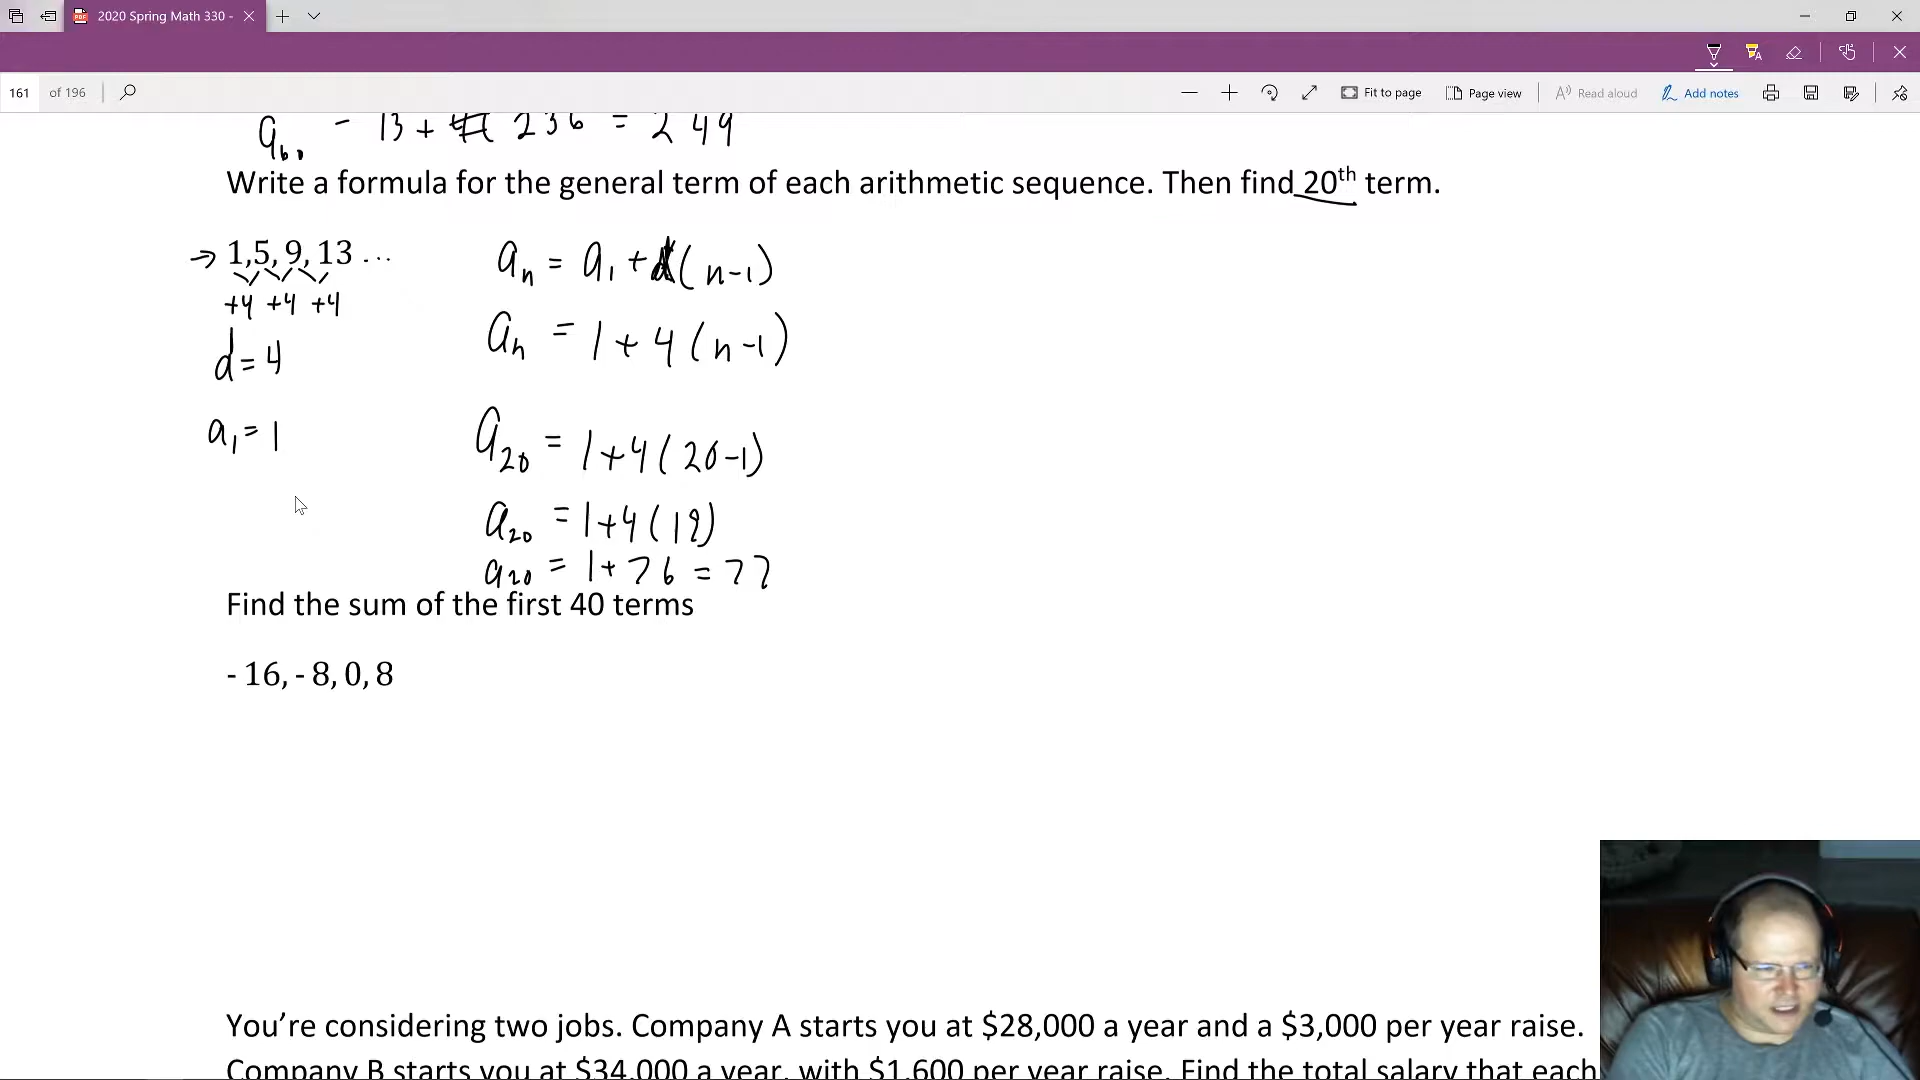 2020 Spring Math 330 -
161 of 196
Fit to page
Page view
Read aloud
Add notes
a₆₀ = 13 + 236 = 249
Write a formula for the general term of each arithmetic sequence. Then find 20th term.
→ 1,5, 9, 13 ...
+4 +4 +4
d = 4
a₁ = 1
aₙ = a₁ + d(n-1)
aₙ = 1 + 4(n-1)
a₂₀ = 1+4(20-1)
a₂₀ = 1+4(19)
a₂₀ = 1+76 = 77
Find the sum of the first 40 terms
- 16, - 8, 0, 8
You’re considering two jobs. Company A starts you at $28,000 a year and a $3,000 per year raise.
Company B starts you at $34,000 a year, with $1,600 per year raise. Find the total salary that each